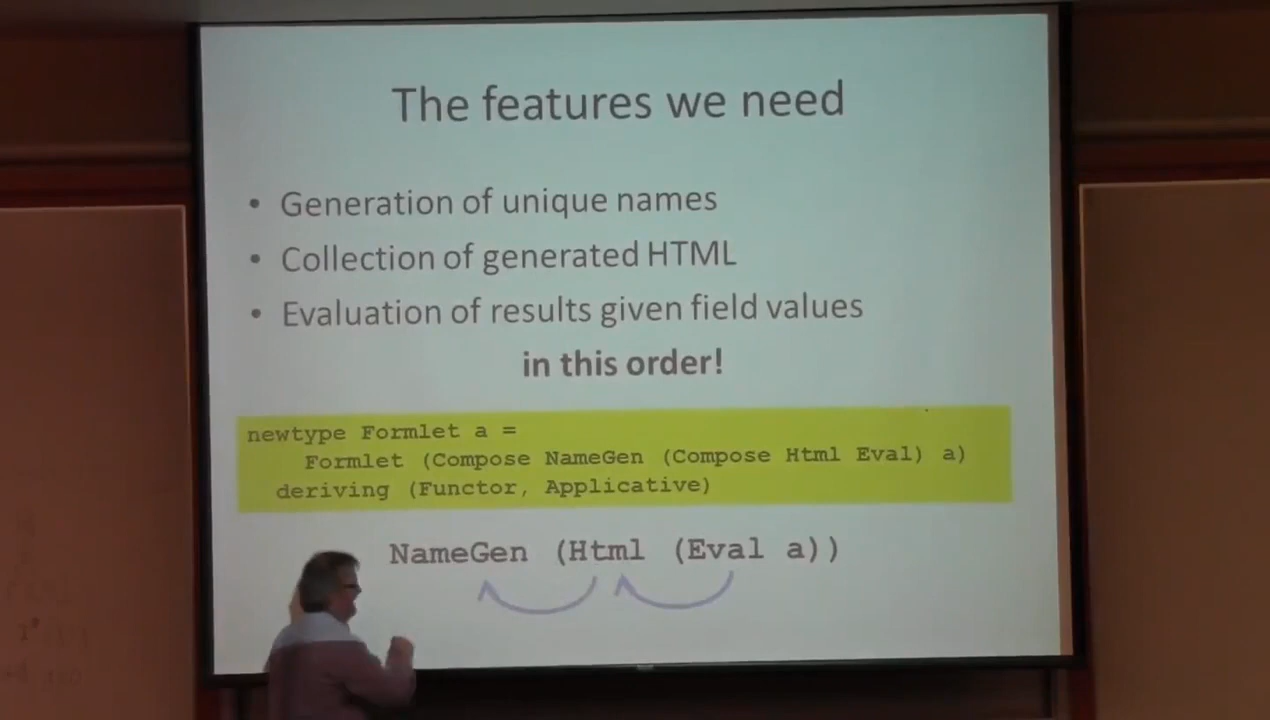 The features we need
• Generation of unique names
• Collection of generated HTML
• Evaluation of results given field values
in this order!
newtype Formlet a =
Formlet (Compose NameGen (Compose Html Eval) a)
deriving (Functor, Applicative)
NameGen (Html (Eval a))